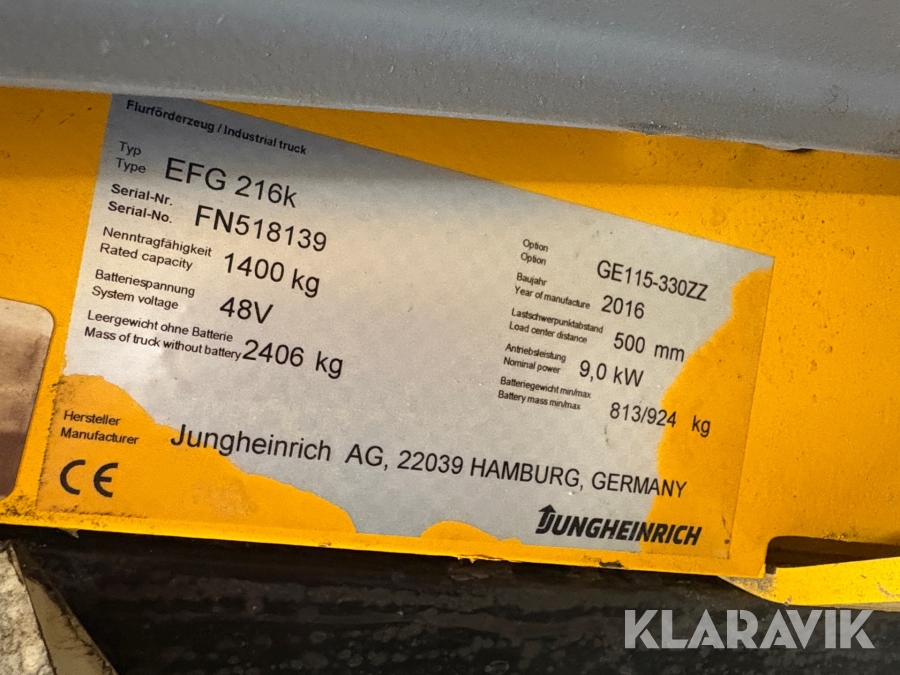 Flurförderzeug / Industrial truck
Typ
Type EFG 216k
Serial-Nr.
Serial-No. FN518139
Nenntragfähigkeit
Rated capacity 1400 kg
Batteriespannung
System voltage 48V
Leergewicht ohne Batterie
Mass of truck without battery 2406 kg
Option
Option GE115-330ZZ
Baujahr
Year of manufacture 2016
Lastschwerpunktabstand
Load center distance 500 mm
Antriebsleistung
Nominal power 9,0 kW
Batteriegewicht min/max
Battery mass min/max 813/924 kg
Hersteller
Manufacturer Jungheinrich AG, 22039 HAMBURG, GERMANY
CE
JUNGHEINRICH
KLARAVIK